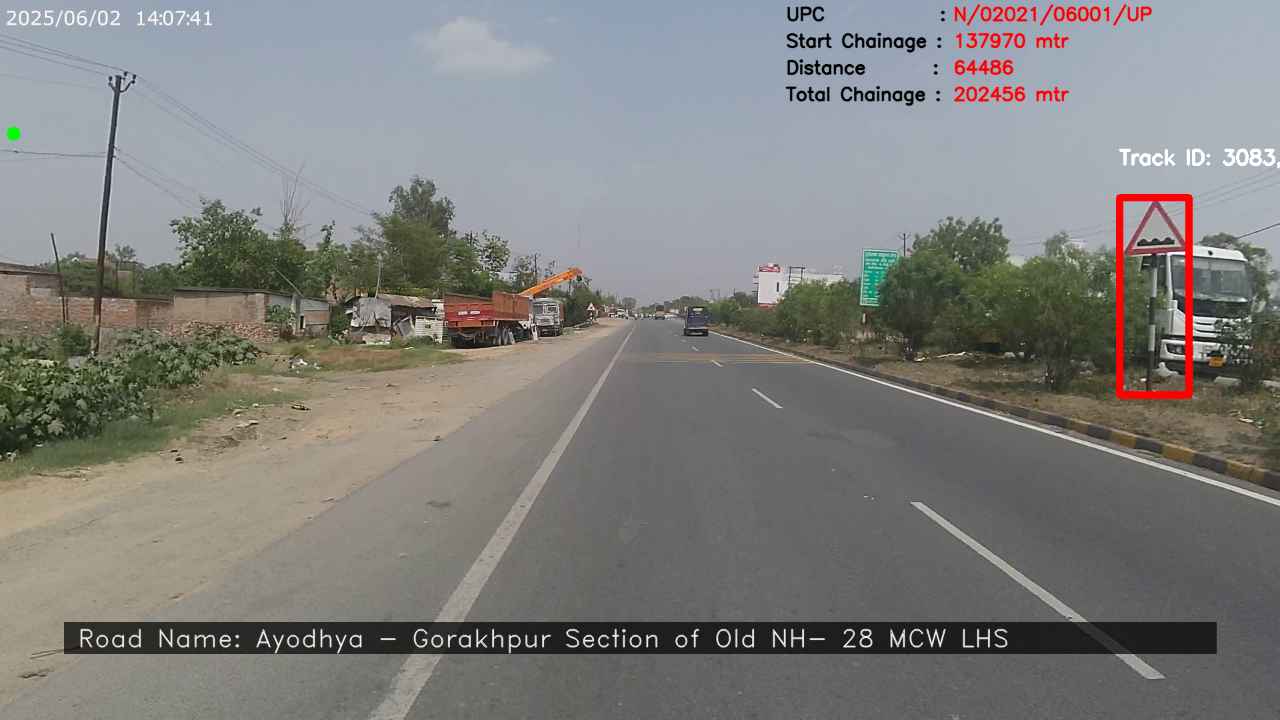 2025/06/02 14:07:41
UPC : N/02021/06001/UP
Start Chainage : 137970 mtr
Distance : 64486
Total Chainage : 202456 mtr
Track ID: 3083,
Road Name: Ayodhya - Gorakhpur Section of Old NH- 28 MCW LHS